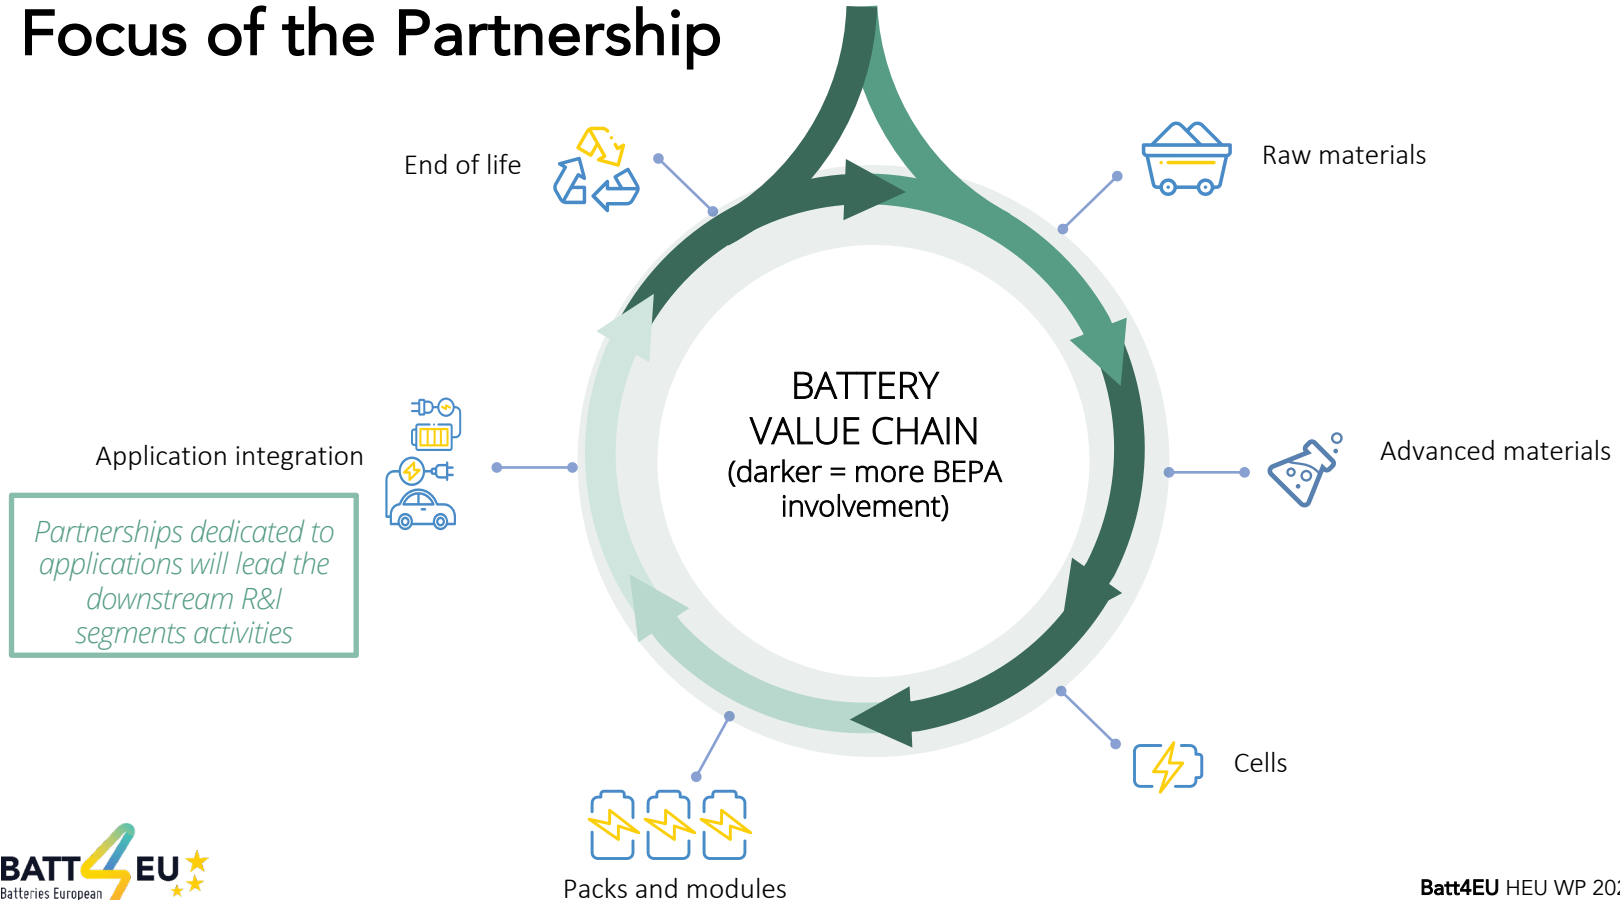 Focus of the Partnership
End of life
Raw materials
BATTERY
VALUE CHAIN
(darker = more BEPA
involvement)
Application integration
Advanced materials
Partnerships dedicated to
applications will lead the
downstream R&I
segments activities
Cells
Packs and modules
BATT4EU
Batteries European
Batt4EU HEU WP 202